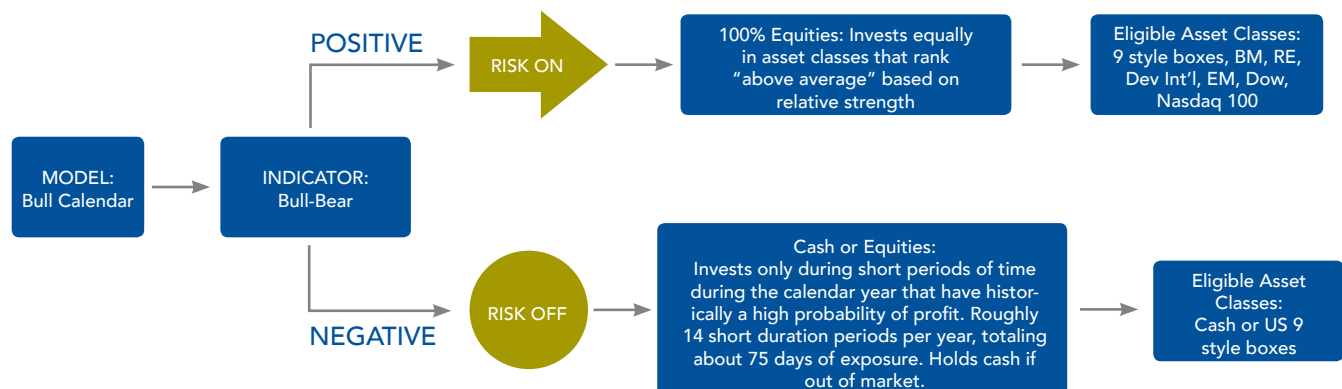 POSITIVE
RISK ON
100% Equities: Invests equally
in asset classes that rank
“above average” based on
relative strength
Eligible Asset Classes:
9 style boxes, BM, RE,
Dev Int’l, EM, Dow,
Nasdaq 100
MODEL:
Bull Calendar
INDICATOR:
Bull-Bear
NEGATIVE
RISK OFF
Cash or Equities:
Invests only during short periods of time
during the calendar year that have histor-
ically a high probability of profit. Roughly
14 short duration periods per year, totaling
about 75 days of exposure. Holds cash if
out of market.
Eligible Asset
Classes:
Cash or US 9
style boxes